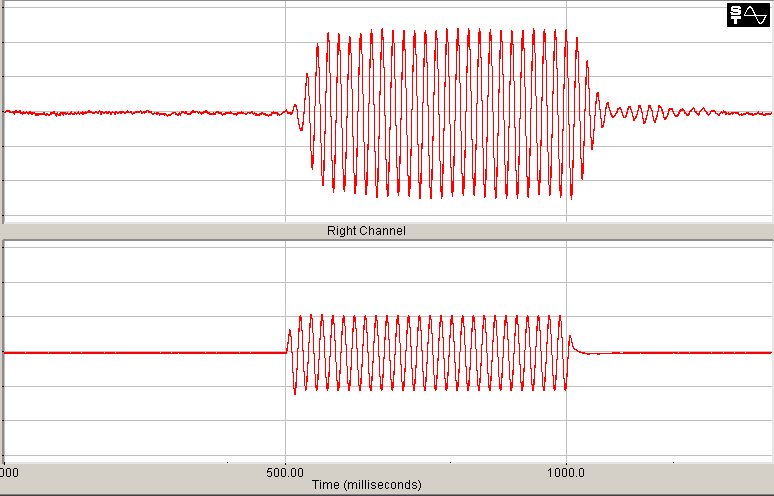 S
T
Right Channel
000 500.00 1000.0
Time (milliseconds)